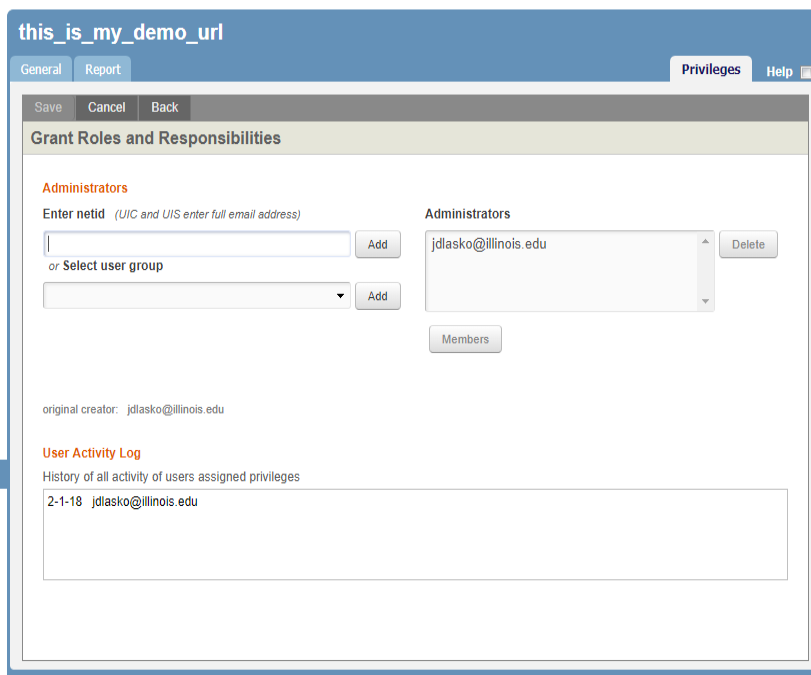 this_is_my_demo_url
General Report Privileges Help
Save Cancel Back
Grant Roles and Responsibilities
Administrators
Enter netid (UIC and UIS enter full email address) Administrators
Add jdlasko@illinois.edu Delete
or Select user group
Add
Members
original creator: jdlasko@illinois.edu
User Activity Log
History of all activity of users assigned privileges
2-1-18 jdlasko@illinois.edu